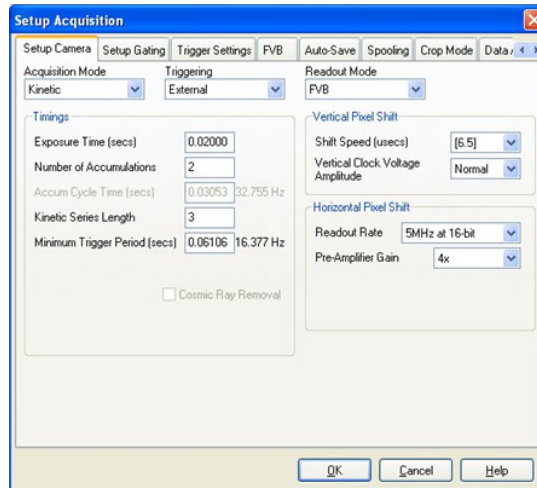 Setup Acquisition
Setup Camera Setup Gating Trigger Settings FVB Auto-Save Spooling Crop Mode Data
Acquisition Mode Triggering Readout Mode
Kinetic External FVB
Timings
Exposure Time (secs) 0.02000
Number of Accumulations 2
Accum Cycle Time (secs) 0.03053 32.755 Hz
Kinetic Series Length 3
Minimum Trigger Period (secs) 0.06106 16.377 Hz
Cosmic Ray Removal
Vertical Pixel Shift
Shift Speed (usecs) [6.5]
Vertical Clock Voltage
Amplitude Normal
Horizontal Pixel Shift
Readout Rate 5MHz at 16-bit
Pre-Amplifier Gain 4x
OK Cancel Help